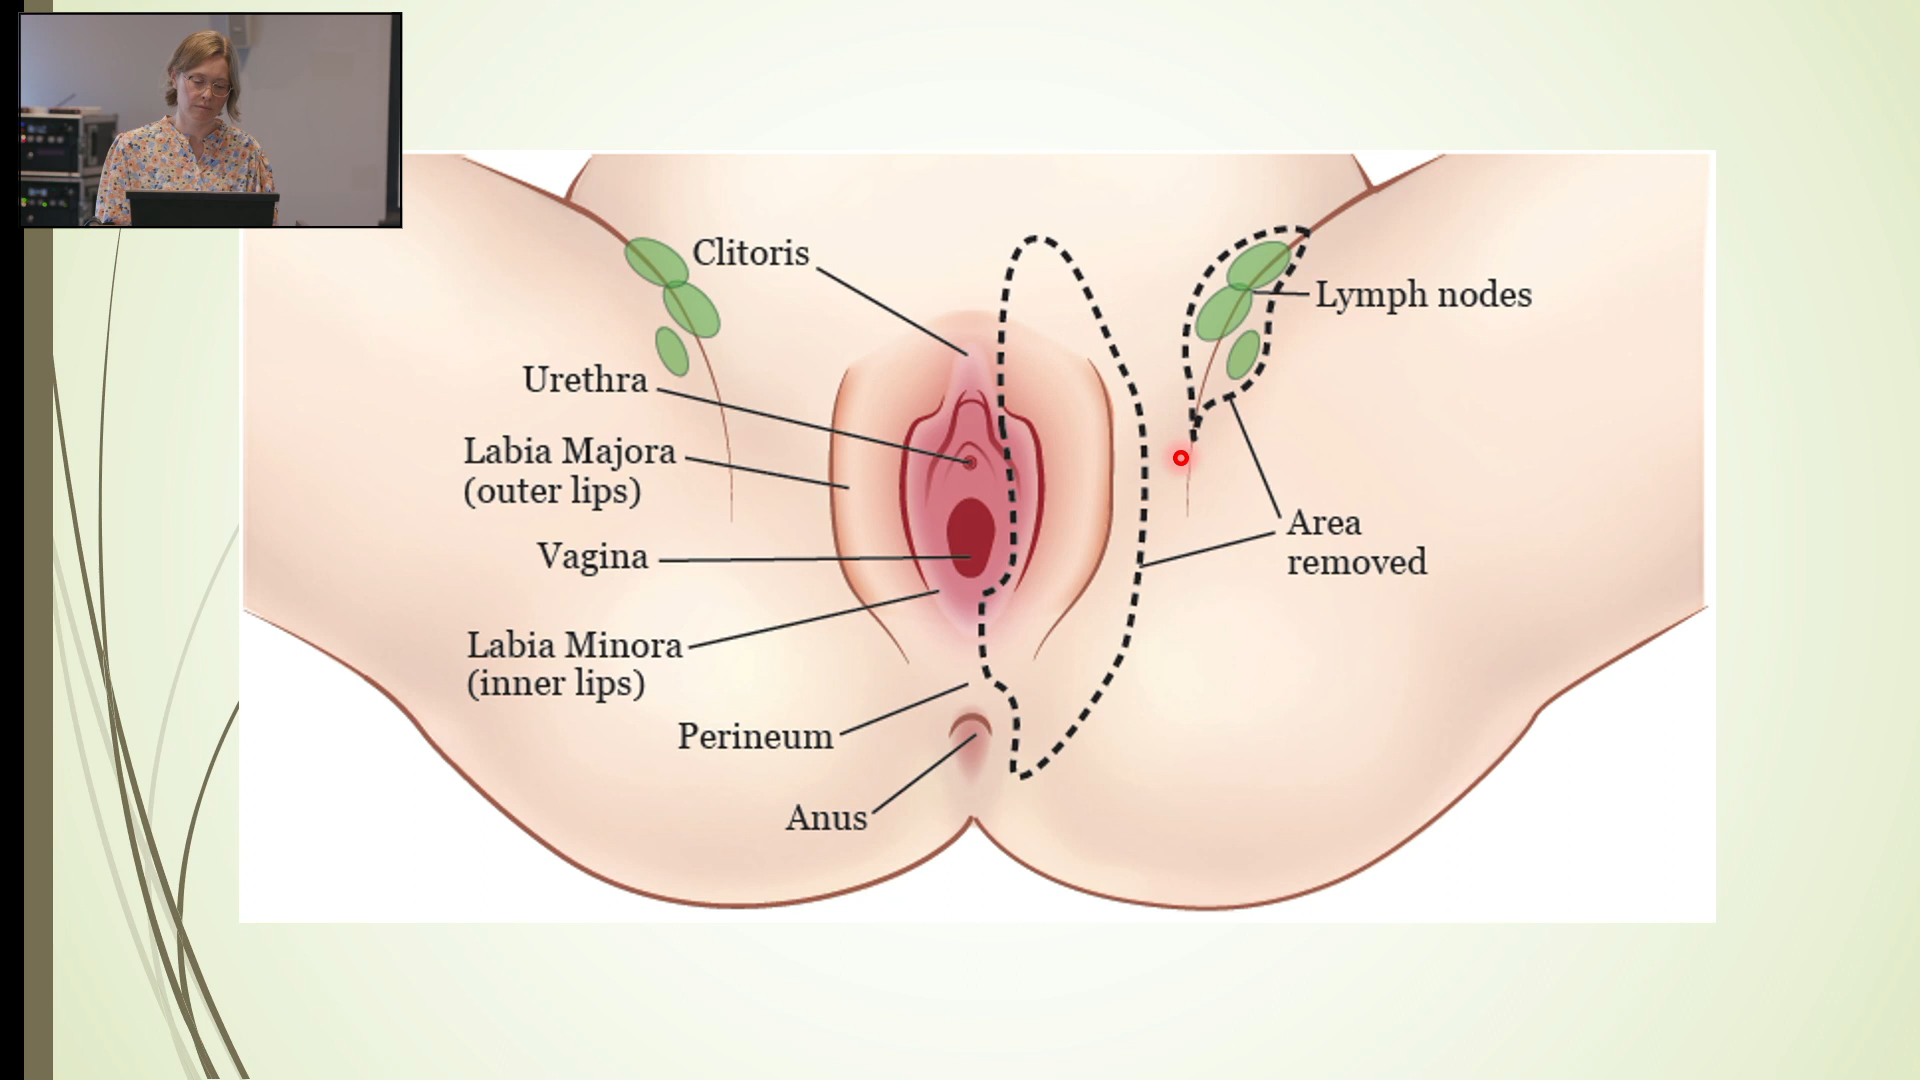 Clitoris
Lymph nodes
Urethra
Labia Majora
(outer lips)
Area
removed
Vagina
Labia Minora
(inner lips)
Perineum
Anus